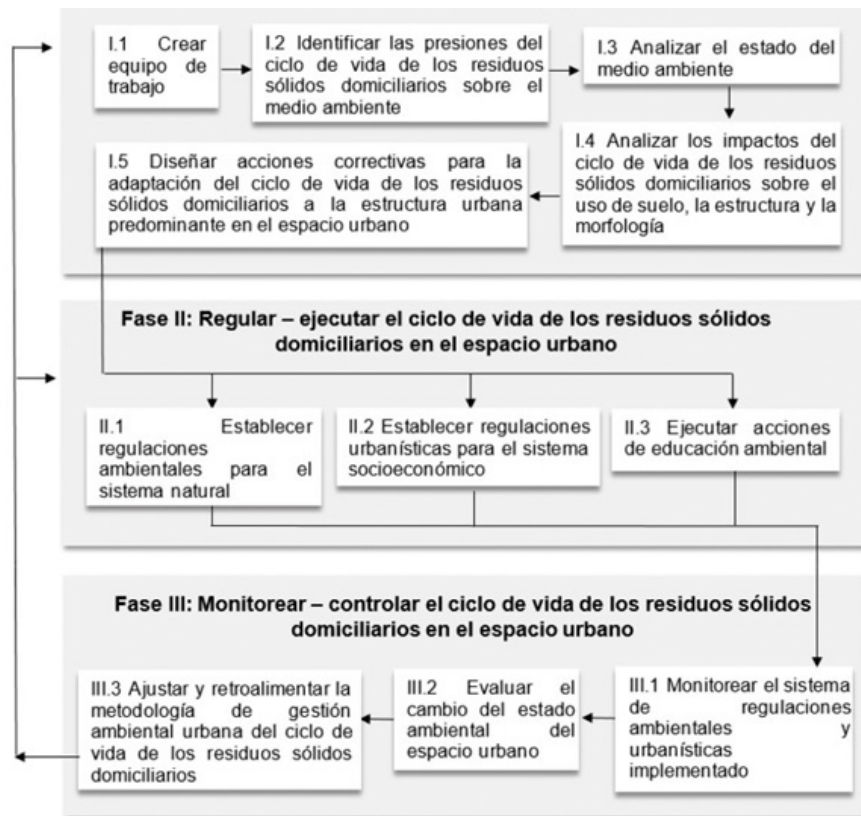 I.1 Crear
equipo de
trabajo
I.2 Identificar las presiones del
ciclo de vida de los residuos
sólidos domiciliarios sobre el
medio ambiente
I.3 Analizar el estado del
medio ambiente
I.4 Analizar los impactos del
ciclo de vida de los residuos
sólidos domiciliarios sobre el
uso de suelo, la estructura y la
morfología
I.5 Diseñar acciones correctivas para la
adaptación del ciclo de vida de los residuos
sólidos domiciliarios a la estructura urbana
predominante en el espacio urbano
Fase II: Regular – ejecutar el ciclo de vida de los residuos sólidos
domiciliarios en el espacio urbano
II.1 Establecer
regulaciones
ambientales para el
sistema natural
II.2 Establecer regulaciones
urbanísticas para el sistema
socioeconómico
II.3 Ejecutar acciones
de educación ambiental
Fase III: Monitorear – controlar el ciclo de vida de los residuos sólidos
domiciliarios en el espacio urbano
III.3 Ajustar y retroalimentar la
metodología de gestión
ambiental urbana del ciclo de
vida de los residuos sólidos
domiciliarios
III.2 Evaluar el
cambio del estado
ambiental del
espacio urbano
III.1 Monitorear el sistema
de regulaciones
ambientales y
urbanísticas
implementado